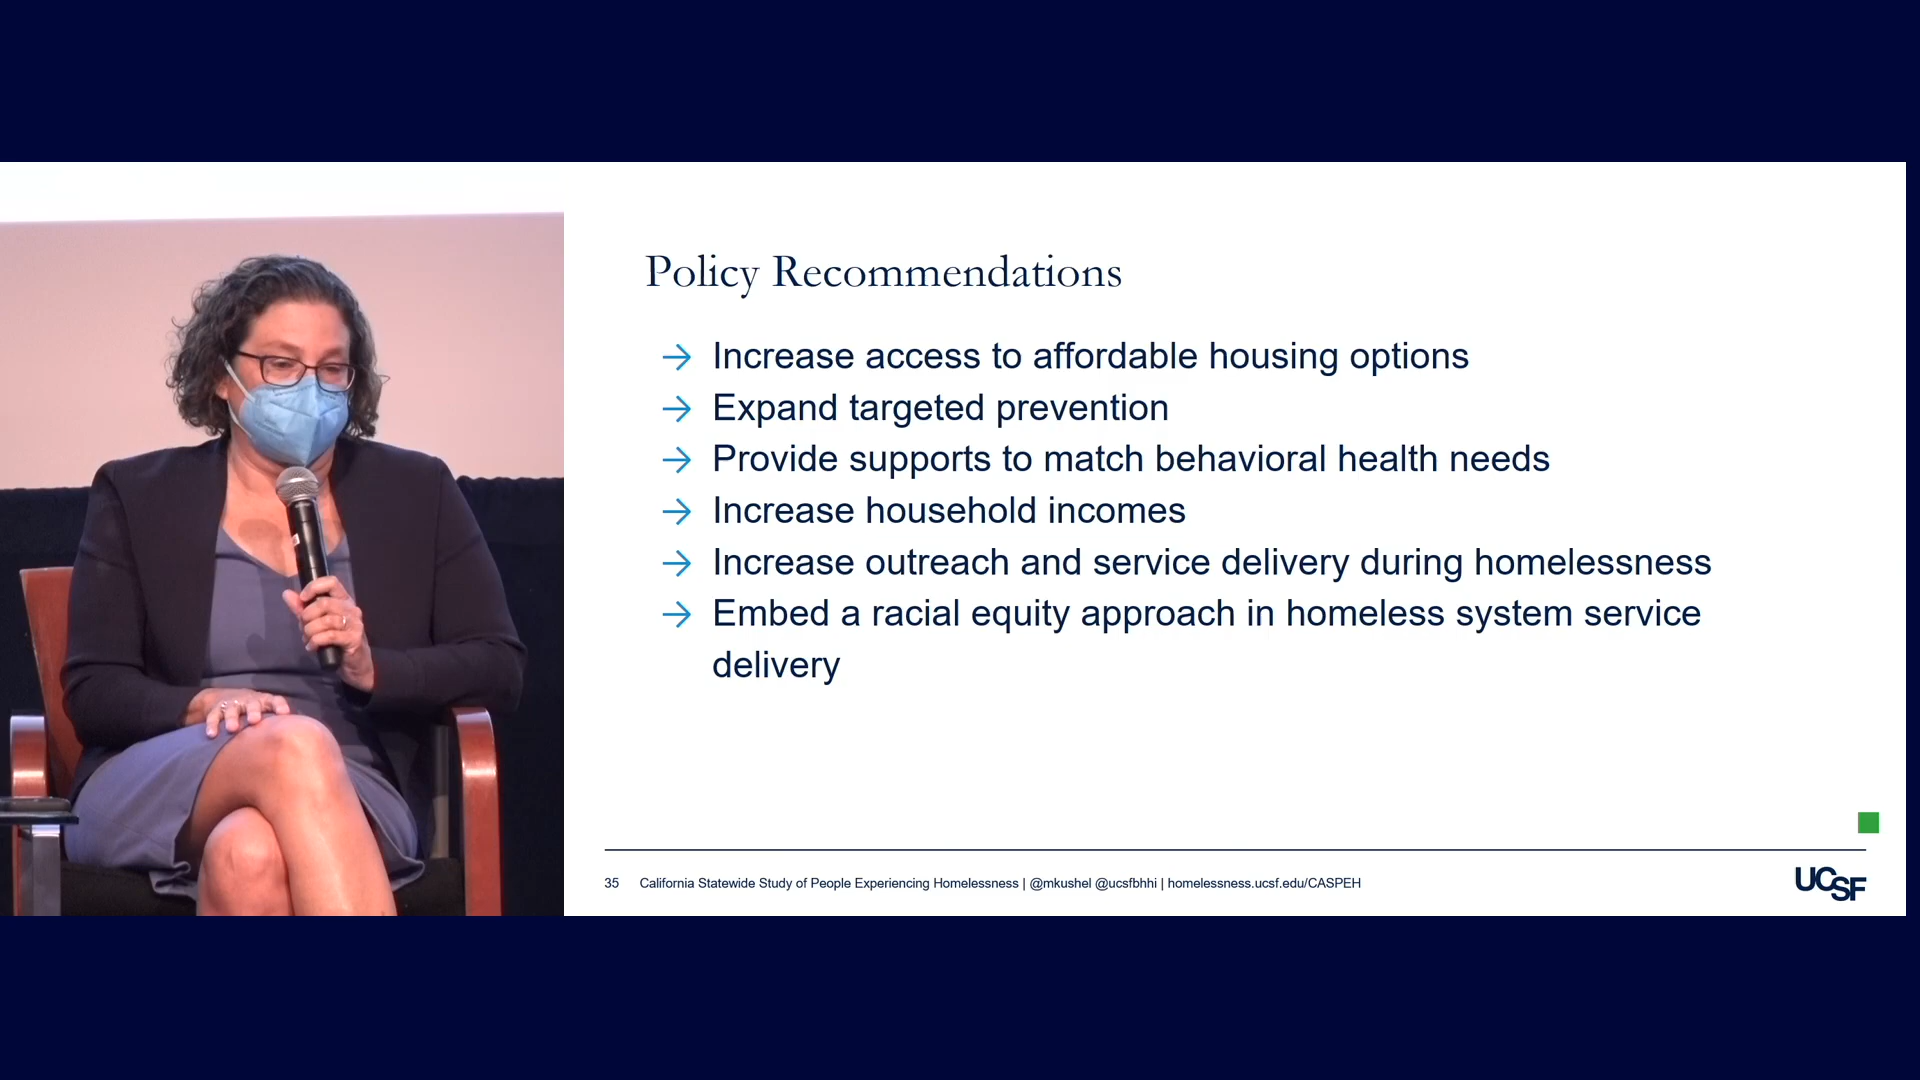 Policy Recommendations
→ Increase access to affordable housing options
→ Expand targeted prevention
→ Provide supports to match behavioral health needs
→ Increase household incomes
→ Increase outreach and service delivery during homelessness
→ Embed a racial equity approach in homeless system service
delivery
35 California Statewide Study of People Experiencing Homelessness | @mkushel @ucsfbhhi | homelessness.ucsf.edu/CASPEH
UCSF